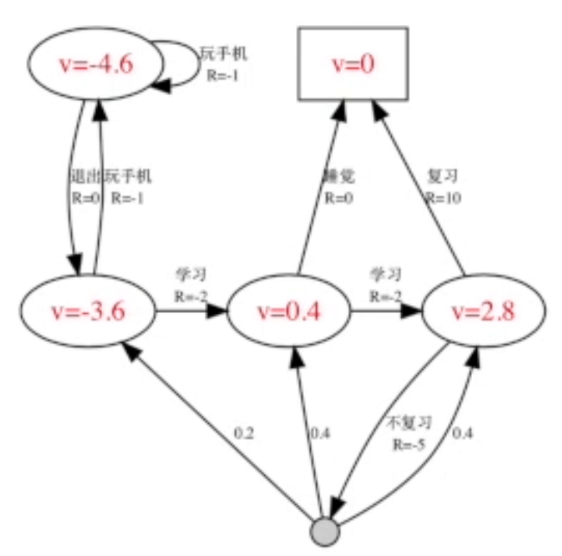 v=-4.6
玩手机
R=-1
v=0
退出
R=0
玩手机
R=-1
睡觉
R=0
复习
R=10
v=-3.6
学习
R=-2
v=0.4
学习
R=-2
v=2.8
0.2
0.4
不复习
R=-5
0.4